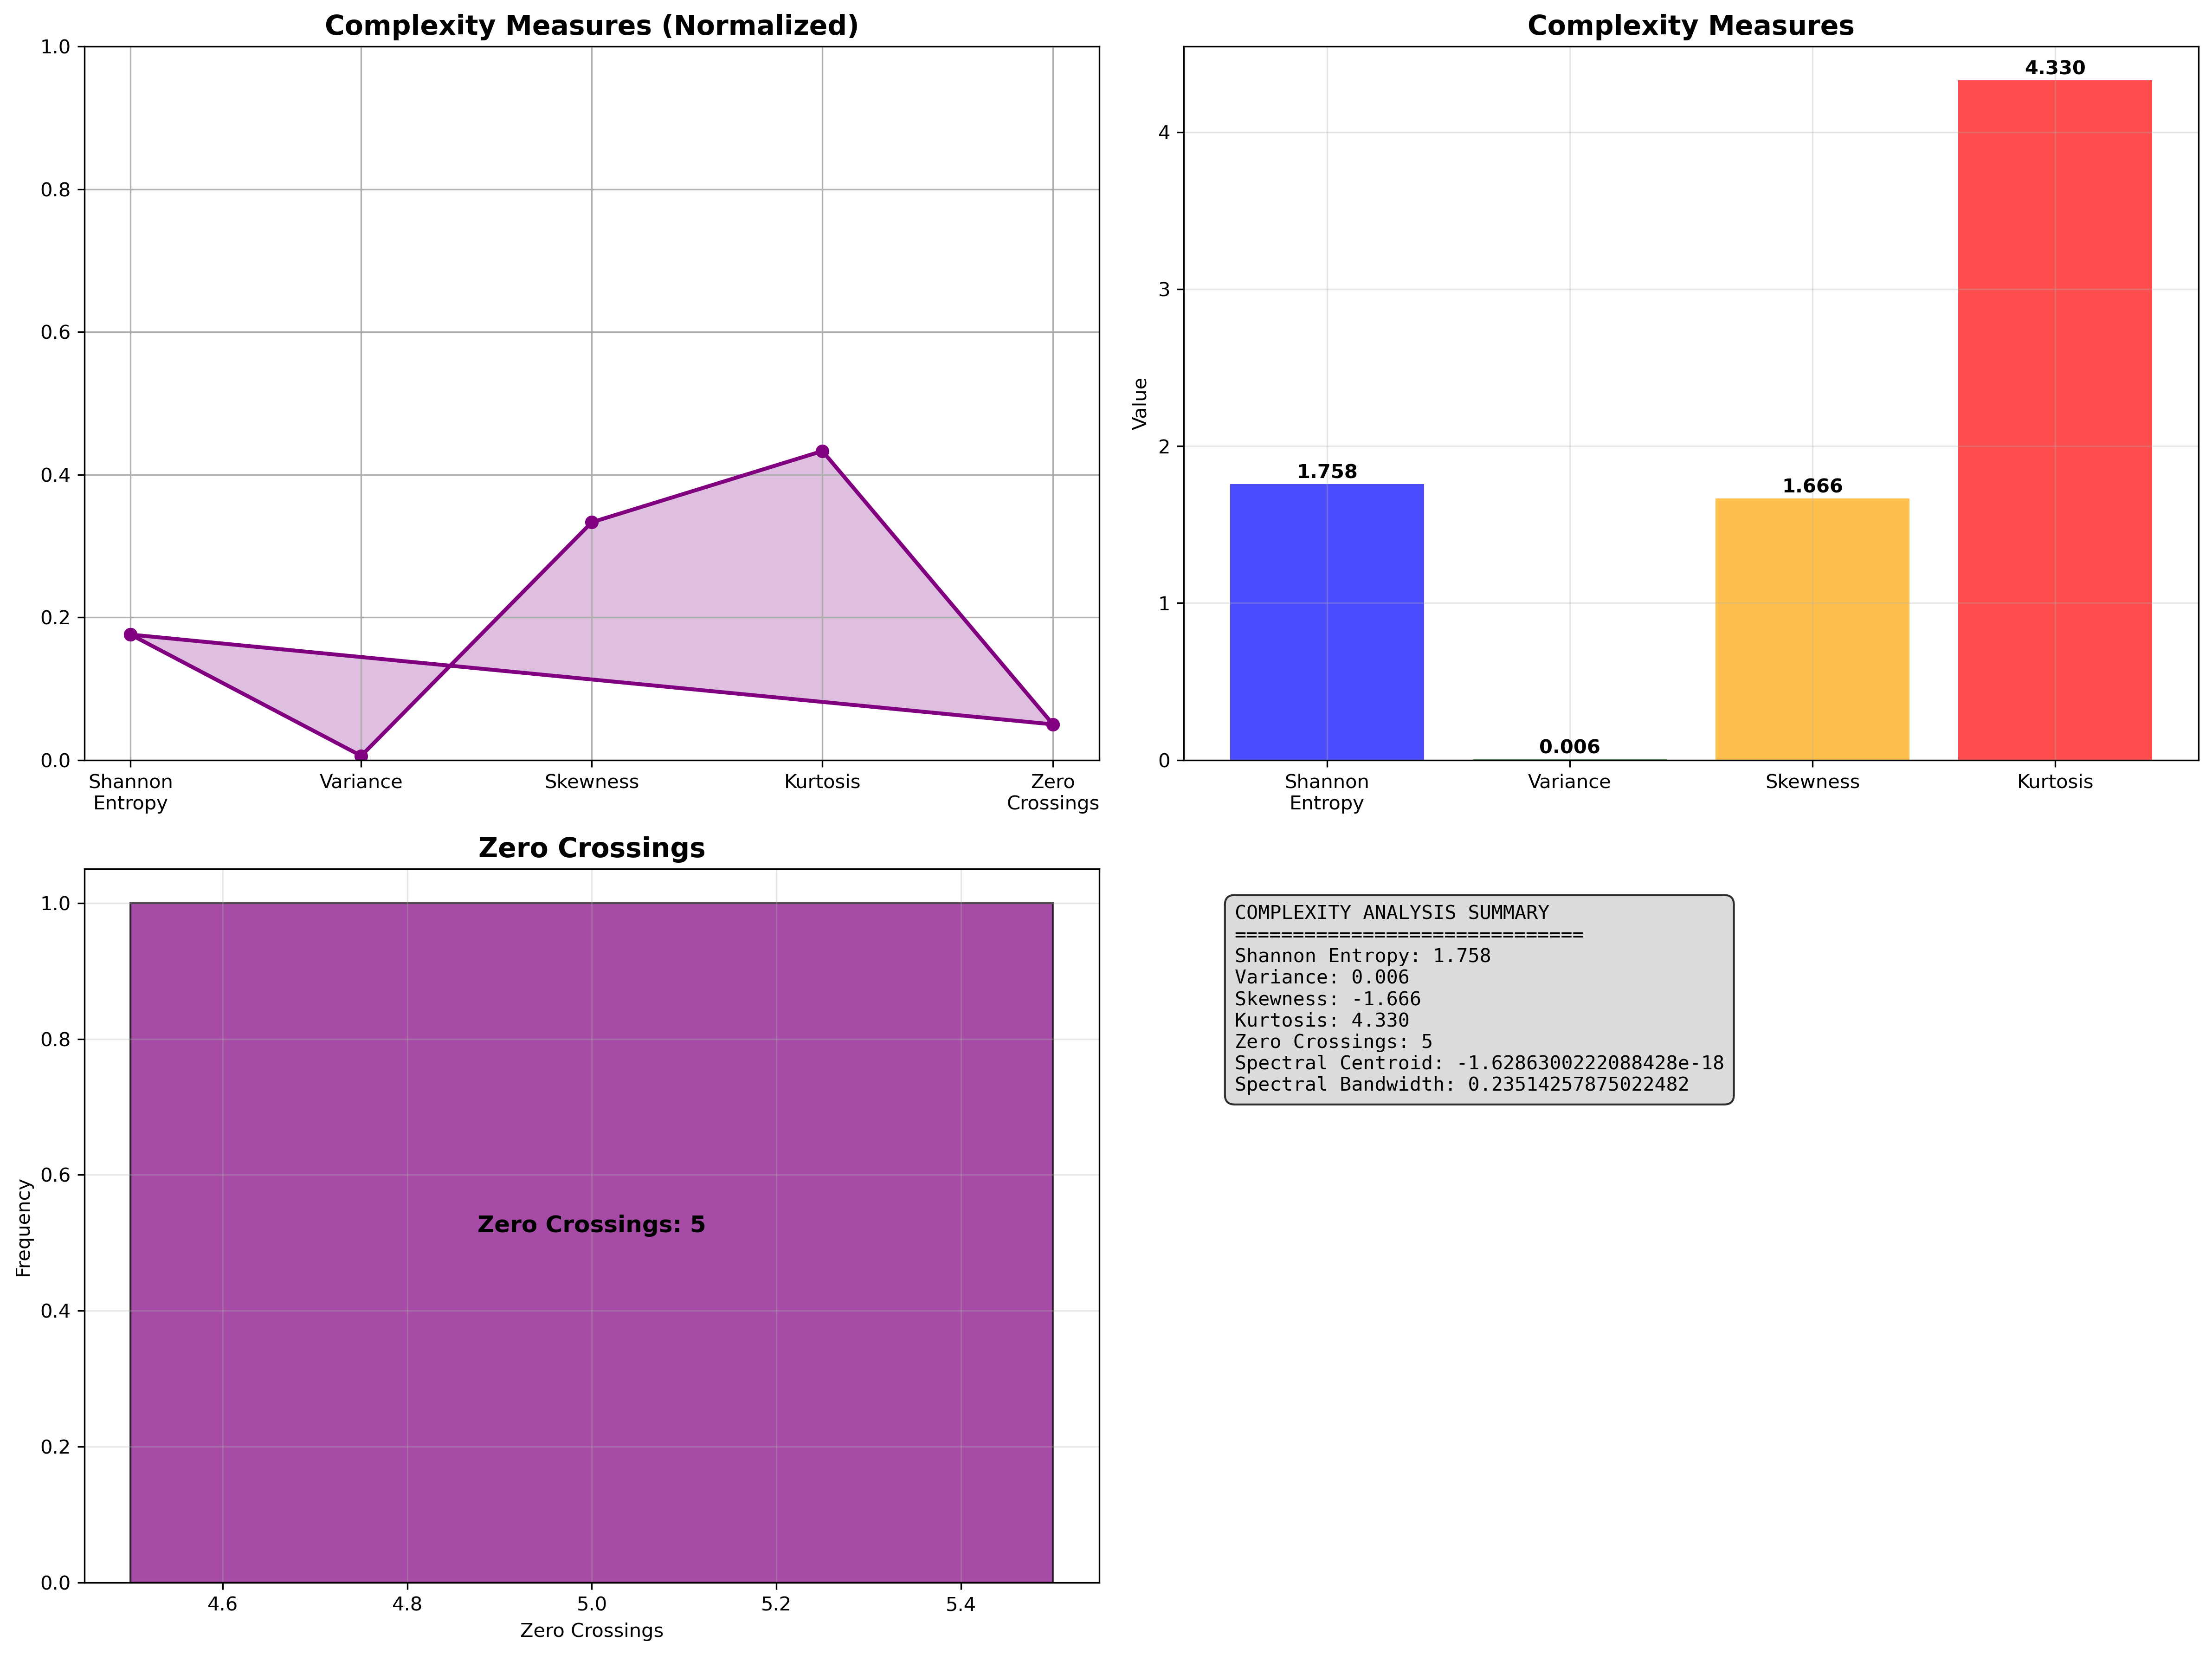 Complexity Measures (Normalized)
1.0
0.8
0.6
0.4
0.2
0.0
Shannon
Entropy
Variance
Skewness
Kurtosis
Zero
Crossings
Complexity Measures
Value
4
3
2
1
0
1.758
0.006
1.666
4.330
Shannon
Entropy
Variance
Skewness
Kurtosis
Zero Crossings
Frequency
1.0
0.8
0.6
0.4
0.2
0.0
Zero Crossings: 5
4.6
4.8
5.0
5.2
5.4
Zero Crossings
COMPLEXITY ANALYSIS SUMMARY
==============================
Shannon Entropy: 1.758
Variance: 0.006
Skewness: -1.666
Kurtosis: 4.330
Zero Crossings: 5
Spectral Centroid: -1.6286300222088428e-18
Spectral Bandwidth: 0.23514257875022482